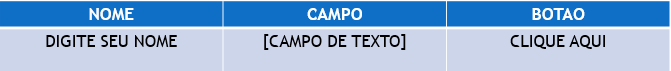 NOME CAMPO BOTAO
DIGITE SEU NOME [CAMPO DE TEXTO] CLIQUE AQUI